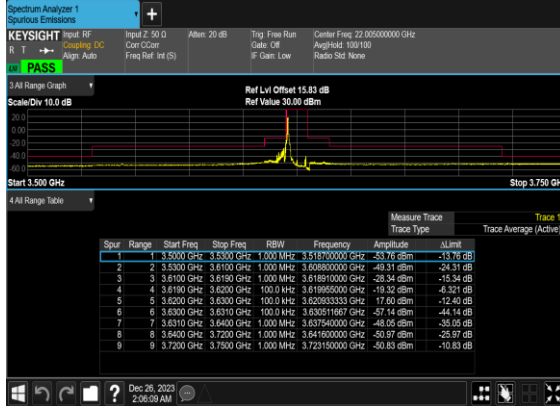 Spectrum Analyzer 1
Spurious Emissions
KEYSIGHT
Input: RF
Input Z: 50 Ω
Atten: 20 dB
Trig: Free Run
Center Freq: 22.005000000 GHz
R T
Coupling: DC
Corr CCorr
Gate: Off
Avg|Hold: 100/100
Align: Auto
Freq Ref: Int (S)
IF Gain: Low
Radio Std: None
PASS
3 All Range Graph
Ref Lvl Offset 15.83 dB
Scale/Div 10.0 dB
Ref Value 30.00 dBm
20.0
0.00
-20.0
-40.0
-60.0
Start 3.500 GHz
Stop 3.750 GH
4 All Range Table
Measure Trace Trace 1
Trace Type Trace Average (Active)
Spur Range Start Freq Stop Freq RBW Frequency Amplitude ΔLimit
1 1 3.5000 GHz 3.5300 GHz 1.000 MHz 3.518700000 GHz -53.76 dBm -13.76 dB
2 2 3.5300 GHz 3.6100 GHz 1.000 MHz 3.608800000 GHz -49.31 dBm -24.31 dB
3 3 3.6100 GHz 3.6190 GHz 1.000 MHz 3.618910000 GHz -28.34 dBm -15.34 dB
4 4 3.6190 GHz 3.6200 GHz 100.0 kHz 3.619955000 GHz -19.32 dBm -6.321 dB
5 5 3.6200 GHz 3.6300 GHz 100.0 kHz 3.620933333 GHz 17.60 dBm -12.40 dB
6 6 3.6300 GHz 3.6310 GHz 100.0 kHz 3.630511667 GHz -57.14 dBm -44.14 dB
7 7 3.6310 GHz 3.6400 GHz 1.000 MHz 3.637540000 GHz -48.05 dBm -35.05 dB
8 8 3.6400 GHz 3.7200 GHz 1.000 MHz 3.641600000 GHz -50.97 dBm -25.97 dB
9 9 3.7200 GHz 3.7500 GHz 1.000 MHz 3.723150000 GHz -50.83 dBm -10.83 dB
Dec 26, 2023
2:06:09 AM